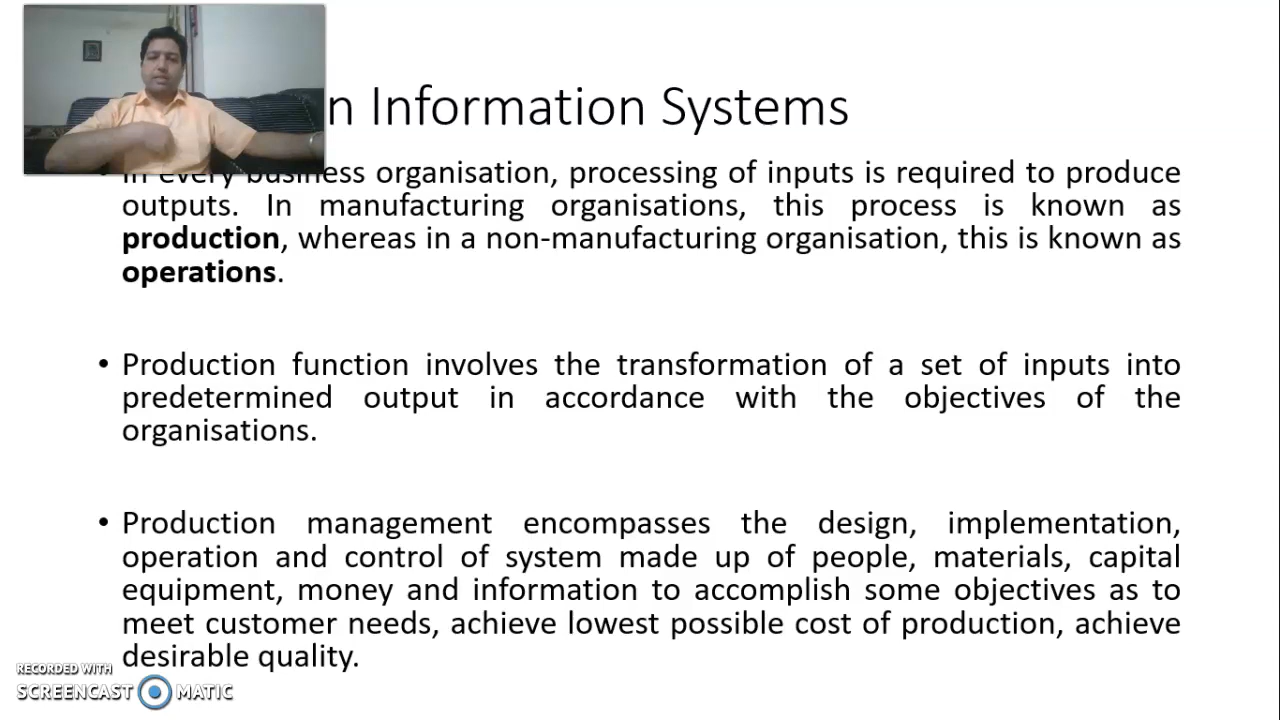 n Information Systems
• In every business organisation, processing of inputs is required to produce
outputs. In manufacturing organisations, this process is known as
production, whereas in a non-manufacturing organisation, this is known as
operations.
• Production function involves the transformation of a set of inputs into
predetermined output in accordance with the objectives of the
organisations.
• Production management encompasses the design, implementation,
operation and control of system made up of people, materials, capital
equipment, money and information to accomplish some objectives as to
meet customer needs, achieve lowest possible cost of production, achieve
desirable quality.
RECORDED WITH
SCREENCAST MATIC